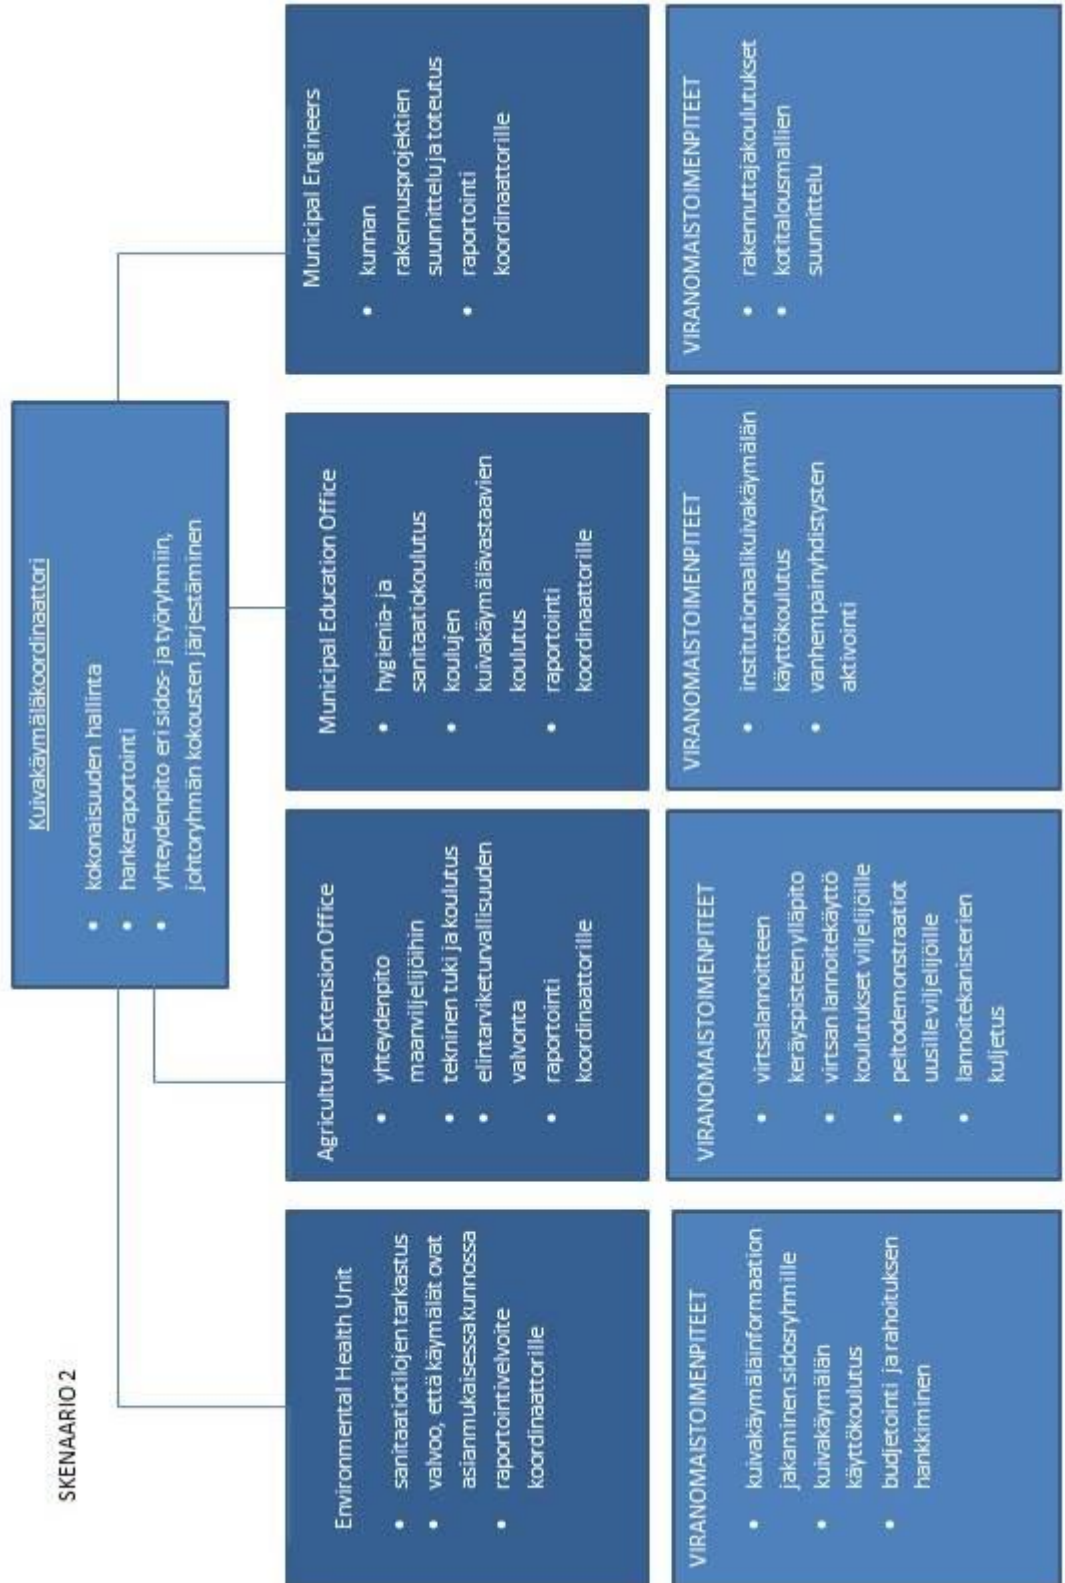 SKENAARIO 2
Kuivakäymäläkoordinaattori
• kokonaisuuden hallinta
• hankeraportointi
• yhteydenpito eri sidos- ja työryhmiin,
johtoryhmän kokousten järjestäminen
Environmental Health Unit
• sanitaatiotilojen tarkastus
• valvoo, että käymälät ovat
asianmukaisessa kunnossa
• raportointivelvoite
koordinaattorille
Agricultural Extension Office
• yhteydenpito
maanviljelijöihin
• tekninen tuki ja koulutus
• elintarviketurvallisuuden
valvonta
• raportointi
koordinaattorille
Municipal Education Office
• hygienia- ja
sanitaatiokoulutus
• koulujen
kuivakäymälävastaavien
koulutus
• raportointi
koordinaattorille
Municipal Engineers
• kunnan
rakennusprojektien
suunnittelu ja toteutus
• raportointi
koordinaattorille
VIRANOMAISTOIMENPITEET
• kuivakäymäläinformaation
jakaminen sidosryhmille
• kuivakäymälän
käyttökoulutus
• budjetointi ja rahoituksen
hankkiminen
VIRANOMAISTOIMENPITEET
• virtsalannoitteen
keräyspisteen ylläpito
• virtsan lannoitekäyttö
koulutukset viljelijöille
• peltodemonstraatiot
uusille viljelijöille
• lannoitekanisterien
kuljetus
VIRANOMAISTOIMENPITEET
• institutionaalikuivakäymälän
käyttökoulutus
• vanhempainyhdistysten
aktivointi
VIRANOMAISTOIMENPITEET
• rakennuttajakoulutukset
• kotitalousmallien
suunnittelu